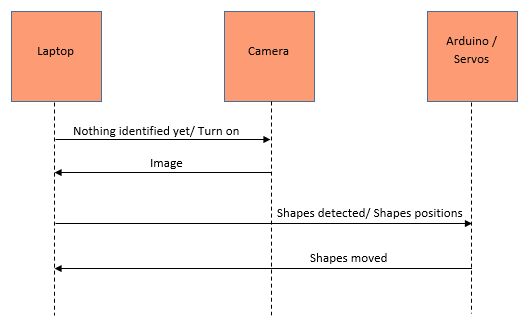 Laptop
Camera
Arduino /
Servos
Nothing identified yet/ Turn on
Image
Shapes detected/ Shapes positions
Shapes moved